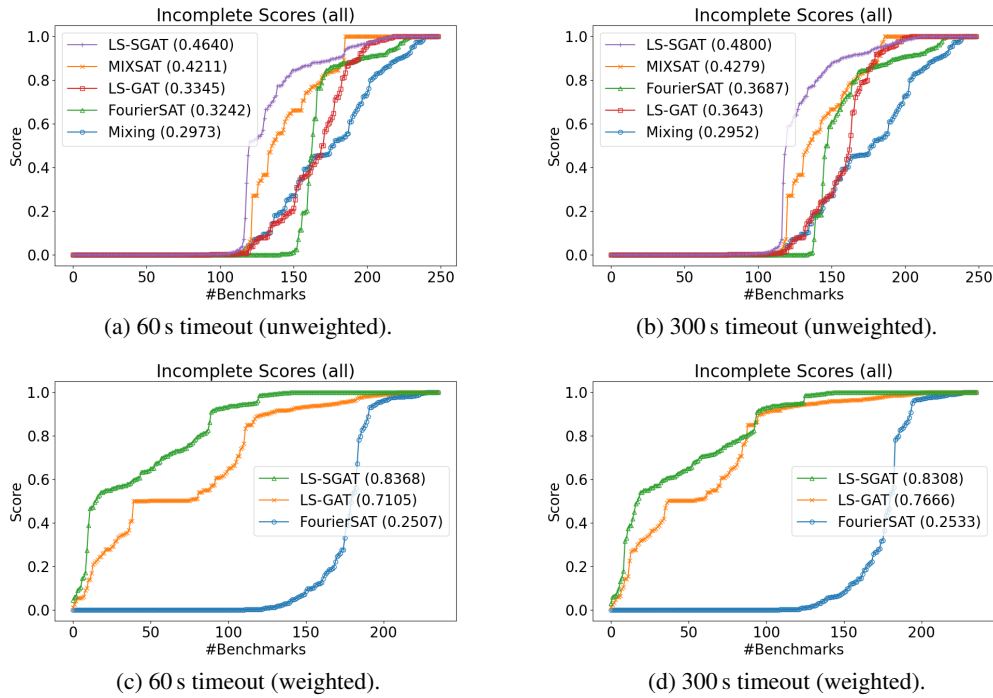 Incomplete Scores (all)
1.0
0.8
0.6
0.4
0.2
0.0
Score
LS-SGAT (0.4640)
MIXSAT (0.4211)
LS-GAT (0.3345)
FourierSAT (0.3242)
Mixing (0.2973)
0 50 100 150 200 250
#Benchmarks
(a) 60 s timeout (unweighted).
Incomplete Scores (all)
1.0
0.8
0.6
0.4
0.2
0.0
Score
LS-SGAT (0.4800)
MIXSAT (0.4279)
FourierSAT (0.3687)
LS-GAT (0.3643)
Mixing (0.2952)
0 50 100 150 200 250
#Benchmarks
(b) 300 s timeout (unweighted).
Incomplete Scores (all)
1.0
0.8
0.6
0.4
0.2
0.0
Score
LS-SGAT (0.8368)
LS-GAT (0.7105)
FourierSAT (0.2507)
0 50 100 150 200
#Benchmarks
(c) 60 s timeout (weighted).
Incomplete Scores (all)
1.0
0.8
0.6
0.4
0.2
0.0
Score
LS-SGAT (0.8308)
LS-GAT (0.7666)
FourierSAT (0.2533)
0 50 100 150 200
#Benchmarks
(d) 300 s timeout (weighted).